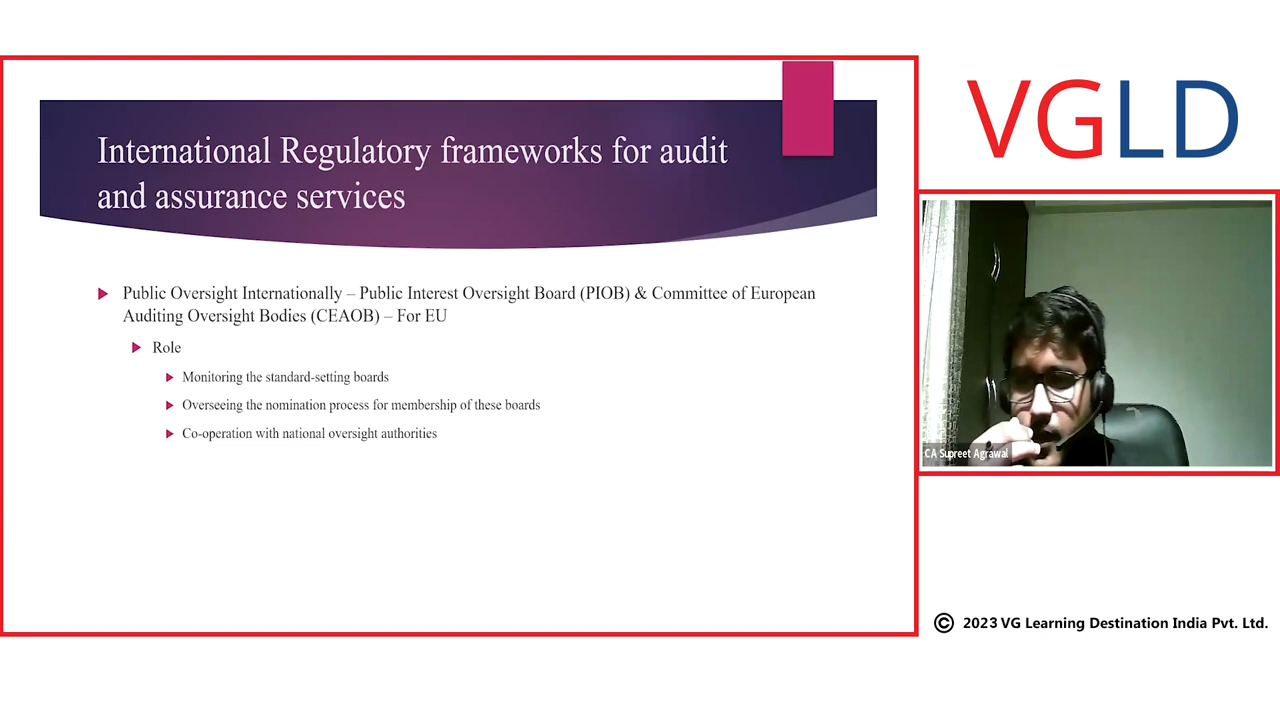 International Regulatory frameworks for audit
and assurance services
Public Oversight Internationally – Public Interest Oversight Board (PIOB) & Committee of European
Auditing Oversight Bodies (CEAOB) – For EU
Role
Monitoring the standard-setting boards
Overseeing the nomination process for membership of these boards
Co-operation with national oversight authorities
VGLD
CA Supreet Agrawal
© 2023 VG Learning Destination India Pvt. Ltd.